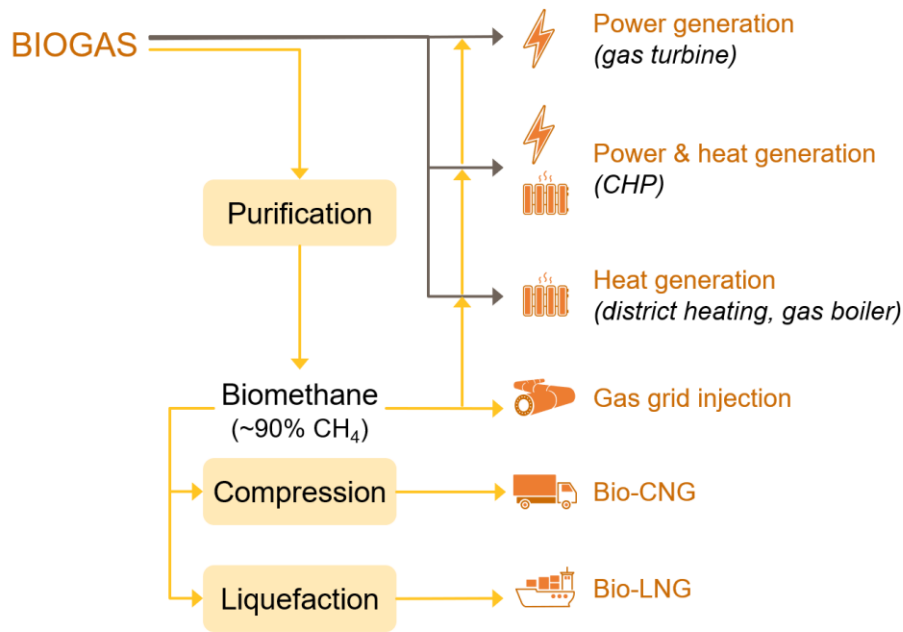 BIOGAS
Power generation
(gas turbine)
Power & heat generation
(CHP)
Purification
Heat generation
(district heating, gas boiler)
Biomethane
(~90% CH₄)
Gas grid injection
Compression
Bio-CNG
Liquefaction
Bio-LNG